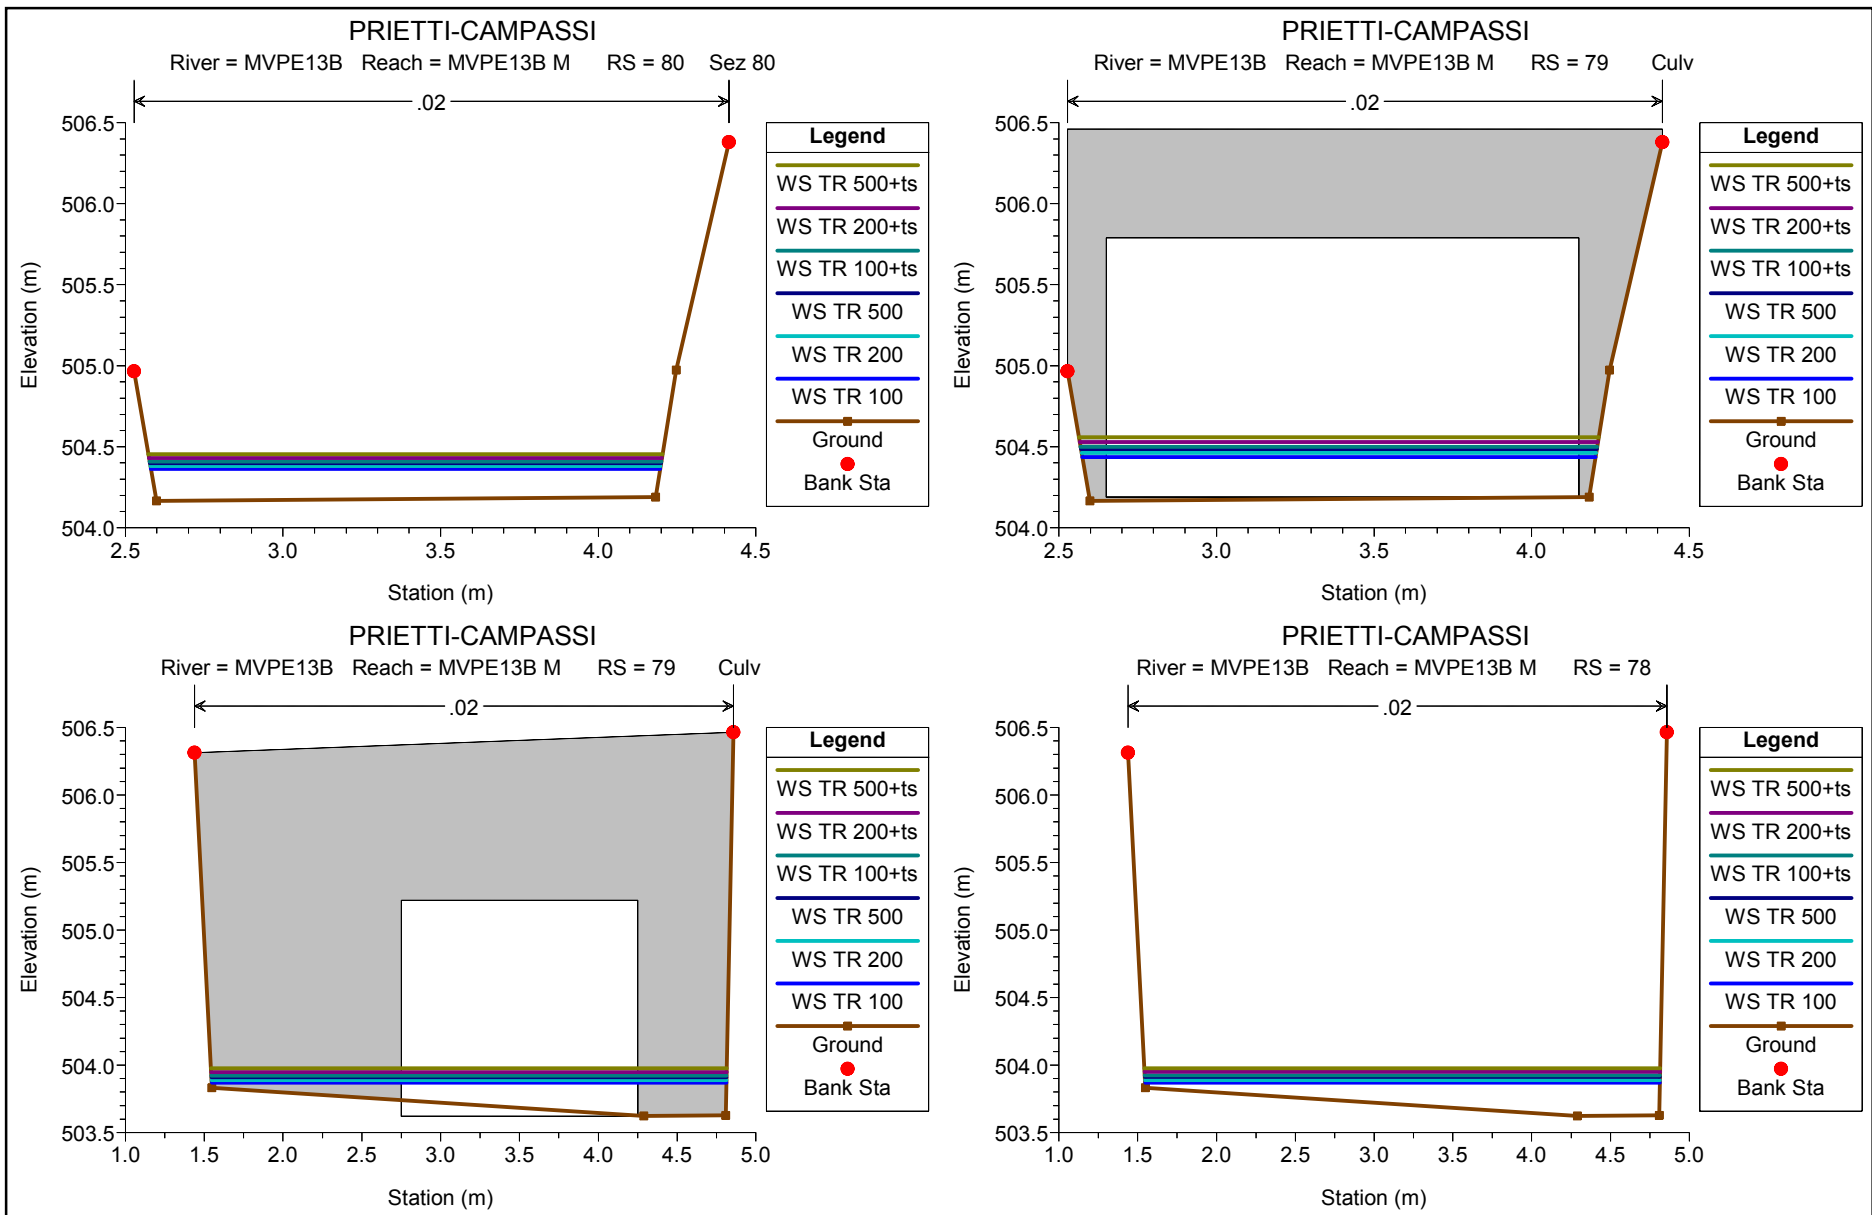 PRIETTI-CAMPASSI
River = MVPE13B Reach = MVPE13B M RS = 80 Sez 80
.02
506.5
506.0
505.5
505.0
504.5
504.0
2.5 3.0 3.5 4.0 4.5
Elevation (m)
Station (m)
Legend
WS TR 500+ts
WS TR 200+ts
WS TR 100+ts
WS TR 500
WS TR 200
WS TR 100
Ground
Bank Sta
PRIETTI-CAMPASSI
River = MVPE13B Reach = MVPE13B M RS = 79 Culv
.02
506.5
506.0
505.5
505.0
504.5
504.0
2.5 3.0 3.5 4.0 4.5
Elevation (m)
Station (m)
Legend
WS TR 500+ts
WS TR 200+ts
WS TR 100+ts
WS TR 500
WS TR 200
WS TR 100
Ground
Bank Sta
PRIETTI-CAMPASSI
River = MVPE13B Reach = MVPE13B M RS = 79 Culv
.02
506.5
506.0
505.5
505.0
504.5
504.0
503.5
1.0 1.5 2.0 2.5 3.0 3.5 4.0 4.5 5.0
Elevation (m)
Station (m)
Legend
WS TR 500+ts
WS TR 200+ts
WS TR 100+ts
WS TR 500
WS TR 200
WS TR 100
Ground
Bank Sta
PRIETTI-CAMPASSI
River = MVPE13B Reach = MVPE13B M RS = 78
.02
506.5
506.0
505.5
505.0
504.5
504.0
503.5
1.0 1.5 2.0 2.5 3.0 3.5 4.0 4.5 5.0
Elevation (m)
Station (m)
Legend
WS TR 500+ts
WS TR 200+ts
WS TR 100+ts
WS TR 500
WS TR 200
WS TR 100
Ground
Bank Sta